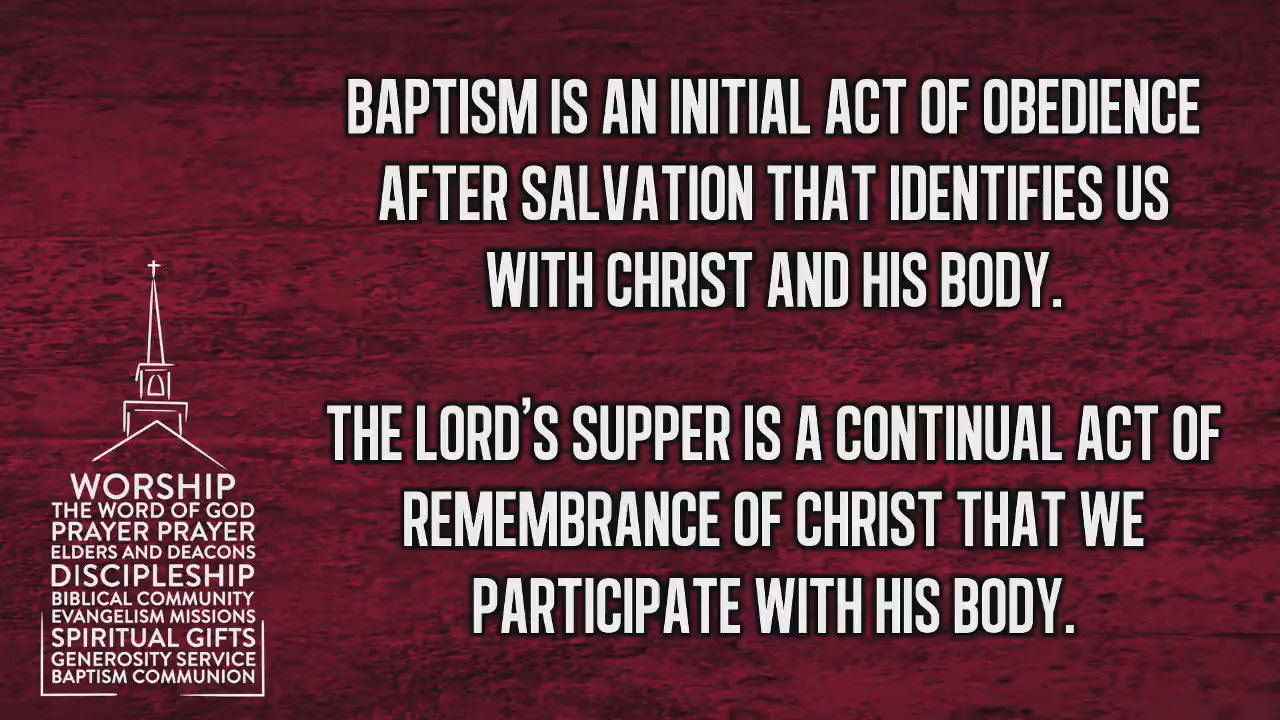 BAPTISM IS AN INITIAL ACT OF OBEDIENCE
AFTER SALVATION THAT IDENTIFIES US
WITH CHRIST AND HIS BODY.
THE LORD'S SUPPER IS A CONTINUAL ACT OF
REMEMBRANCE OF CHRIST THAT WE
PARTICIPATE WITH HIS BODY.
WORSHIP
THE WORD OF GOD
PRAYER PRAYER
ELDERS AND DEACONS
DISCIPLESHIP
BIBLICAL COMMUNITY
EVANGELISM MISSIONS
SPIRITUAL GIFTS
GENEROSITY SERVICE
BAPTISM COMMUNION